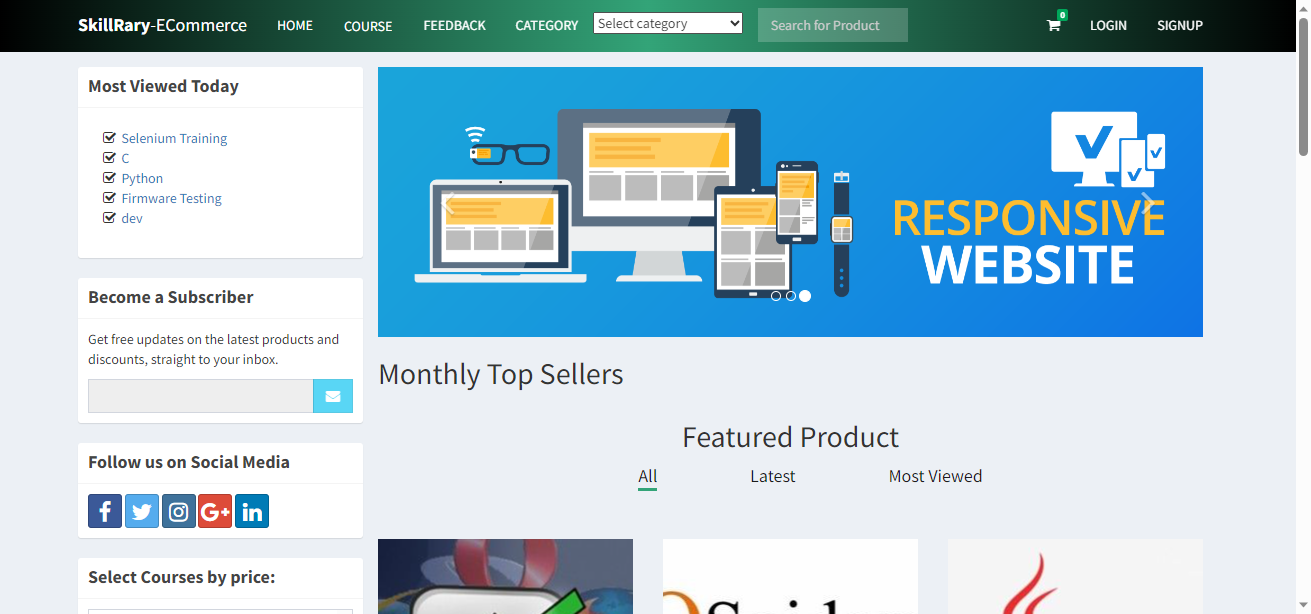 SkillRary-ECommerce HOME COURSE FEEDBACK CATEGORY Select category Search for Product 0 LOGIN SIGNUP
Most Viewed Today
Selenium Training
C
Python
Firmware Testing
dev
Become a Subscriber
Get free updates on the latest products and
discounts, straight to your inbox.
Follow us on Social Media
Select Courses by price:
RESPONSIVE
WEBSITE
Monthly Top Sellers
Featured Product
All Latest Most Viewed